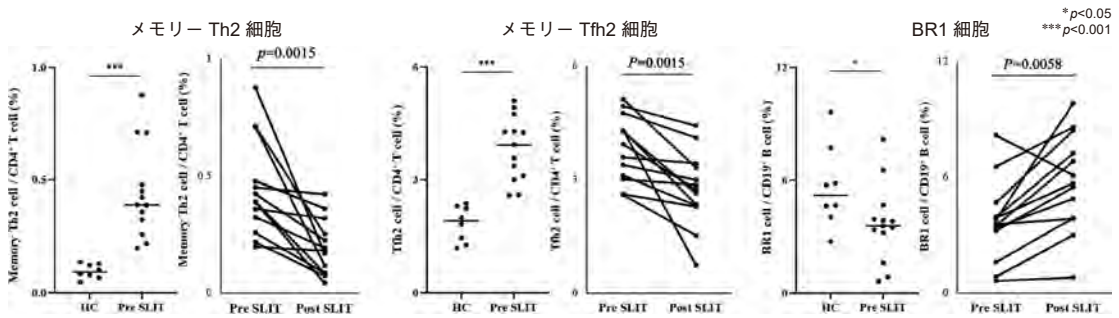 メモリー Th2 細胞
メモリー Tfh2 細胞
BR1 細胞
*p<0.05
***p<0.001
Memory Th2 cell / CD4⁺ T cell (%)
1.0
0.5
0.0
***
HC
Pre SLIT
Memory Th2 cell / CD4⁺ T cell (%)
1
0.5
0
p=0.0015
Pre SLIT
Post SLIT
Tfh2 cell / CD4⁺T cell (%)
6
3
0
***
HC
Pre SLIT
Tfh2 cell / CD4⁺T cell (%)
6
3
0
P=0.0015
Pre SLIT
Post SLIT
BR1 cell / CD19⁺ B cell (%)
12
6
0
*
HC
Pre SLIT
BR1 cell / CD19⁺ B cell (%)
12
6
0
P=0.0058
Pre SLIT
Post SLIT